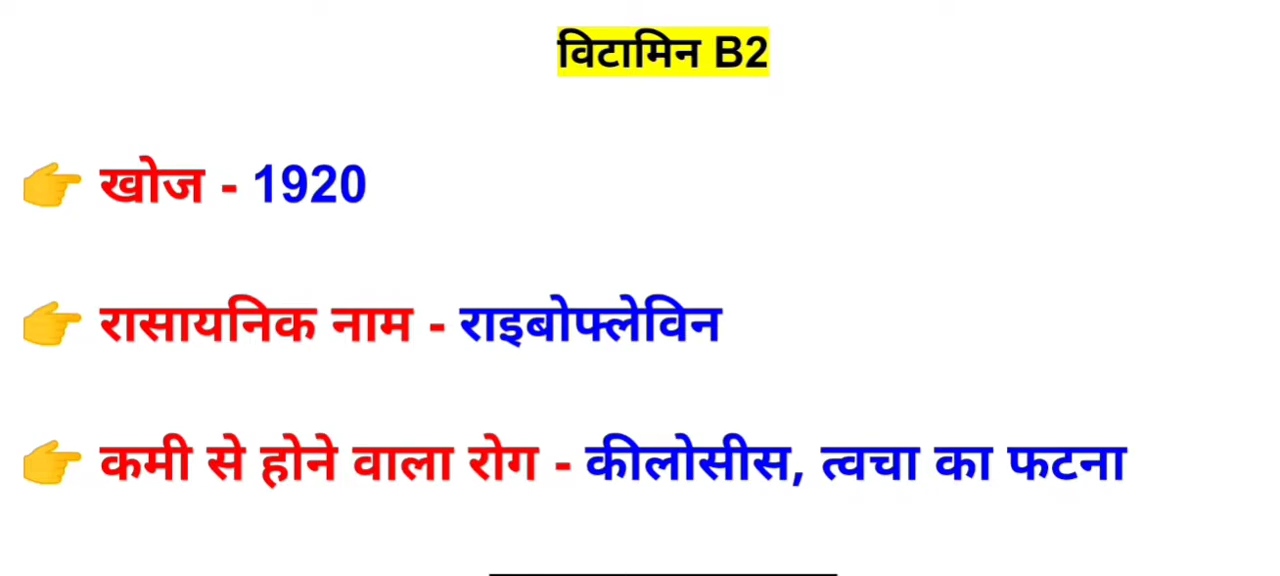 विटामिन B2
👉 खोज - 1920
👉 रासायनिक नाम - राइबोफ्लेविन
👉 कमी से होने वाला रोग - कीलोसीस, त्वचा का फटना